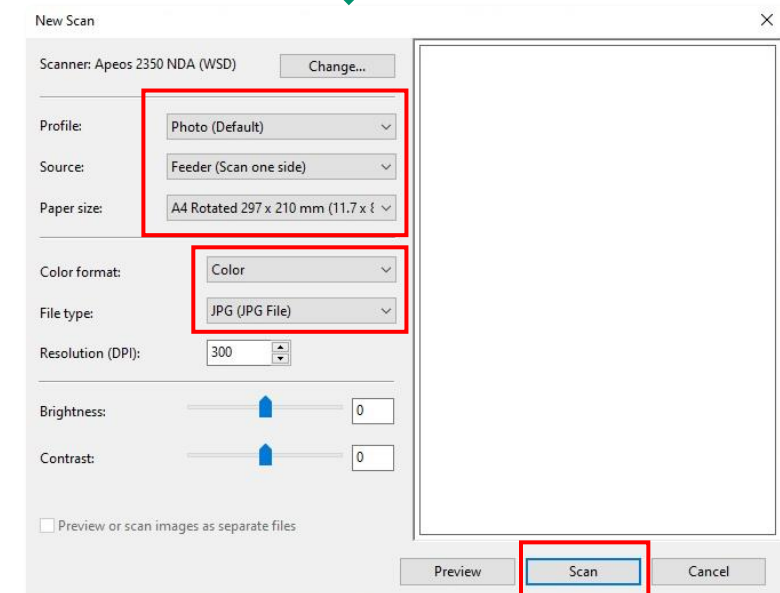 New Scan
Scanner: Apeos 2350 NDA (WSD) Change...
Profile: Photo (Default)
Source: Feeder (Scan one side)
Paper size: A4 Rotated 297 x 210 mm (11.7 x 8
Color format: Color
File type: JPG (JPG File)
Resolution (DPI): 300
Brightness: 0
Contrast: 0
Preview or scan images as separate files
Preview Scan Cancel